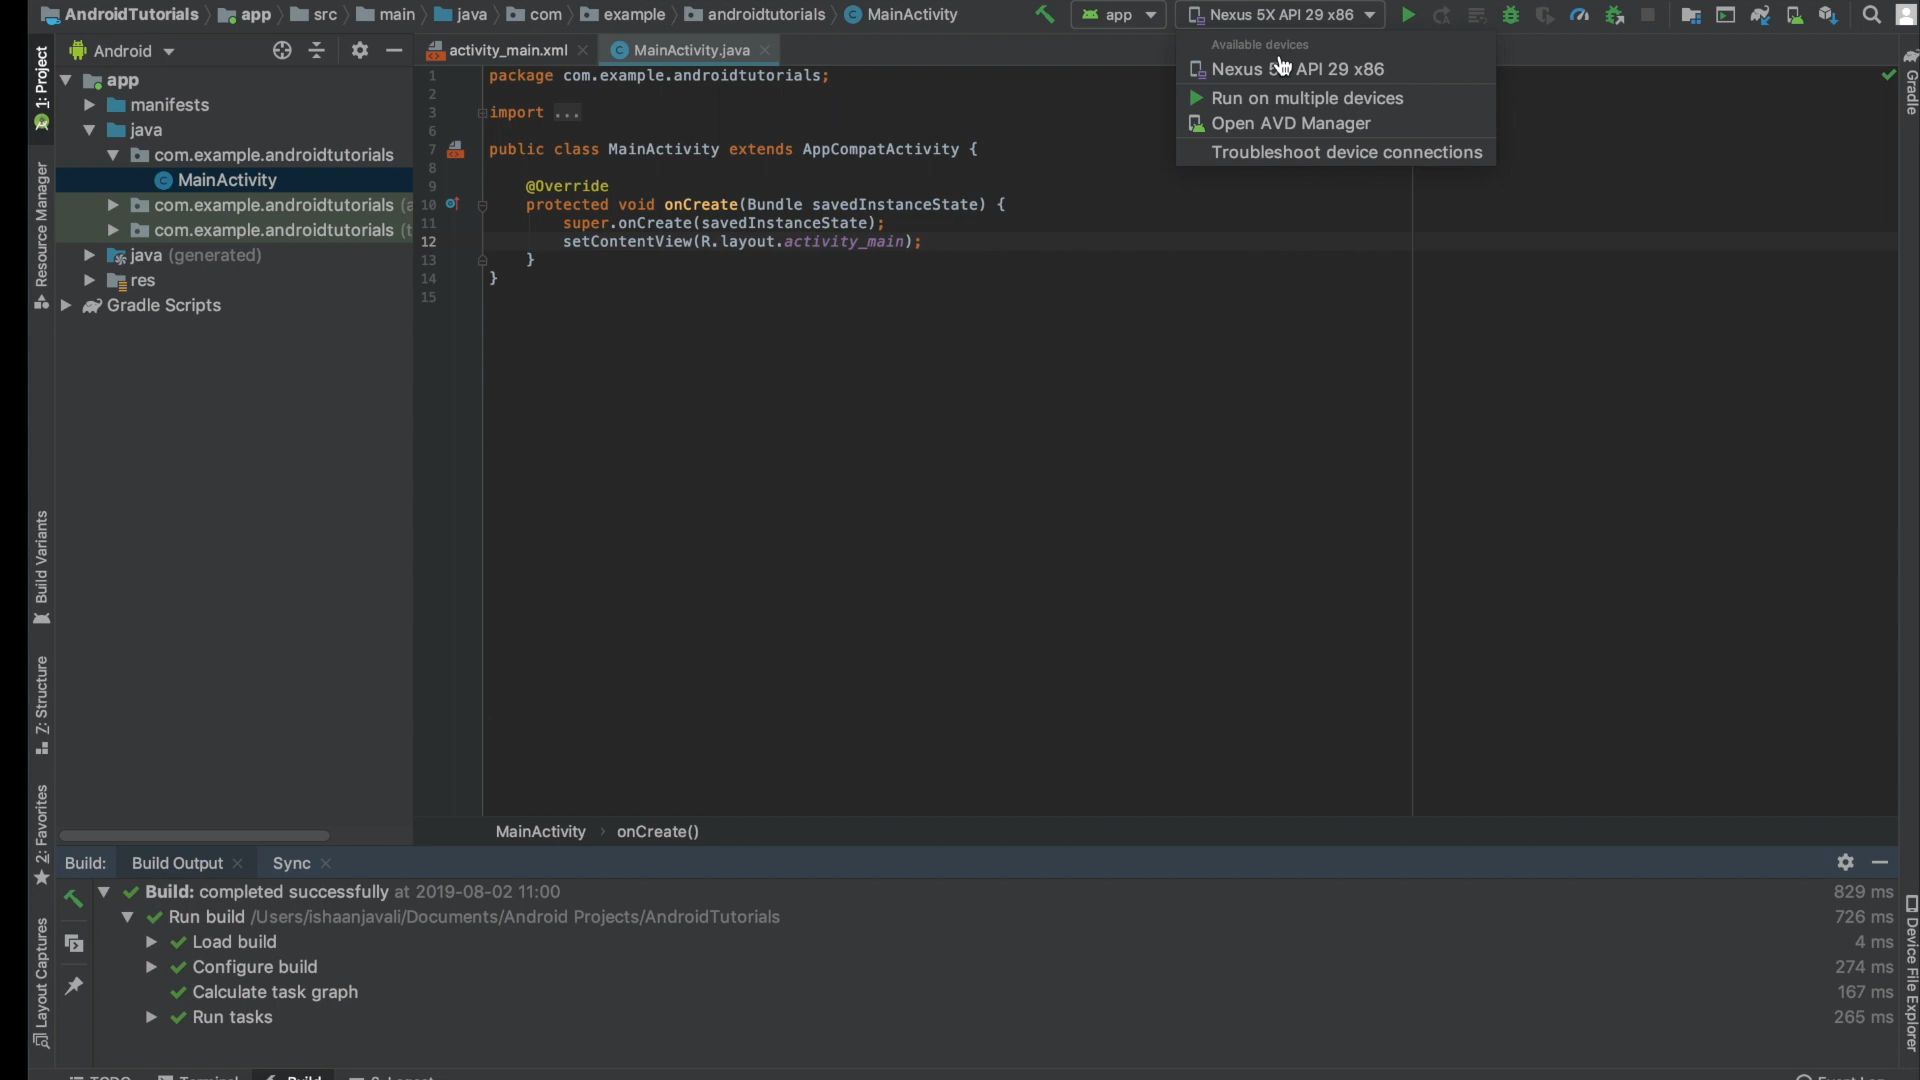 AndroidTutorials app src main java com example androidtutorials MainActivity app Nexus 5X API 29 x86
Android
activity_main.xml MainActivity.java
Available devices
Nexus 5X API 29 x86
Run on multiple devices
Open AVD Manager
Troubleshoot device connections
1: Project
Resource Manager
Build Variants
Z: Structure
2: Favorites
Layout Captures
app
manifests
java
com.example.androidtutorials
MainActivity
com.example.androidtutorials (a
com.example.androidtutorials (t
java (generated)
res
Gradle Scripts
1 package com.example.androidtutorials;
2
3 import ...
6
7 public class MainActivity extends AppCompatActivity {
8
9 @Override
10 protected void onCreate(Bundle savedInstanceState) {
11 super.onCreate(savedInstanceState);
12 setContentView(R.layout.activity_main);
13 }
14 }
15
MainActivity onCreate()
Gradle
Device File Explorer
Build: Build Output Sync
Build: completed successfully at 2019-08-02 11:00 829 ms
Run build /Users/ishaanjavali/Documents/Android Projects/AndroidTutorials 726 ms
Load build 4 ms
Configure build 274 ms
Calculate task graph 167 ms
Run tasks 265 ms
TODO Terminal Build Logcat